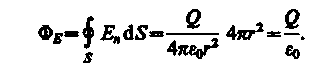 Φ_E = ∮_S E_n dS = Q / (4πε₀r²) 4πr² = Q / ε₀.